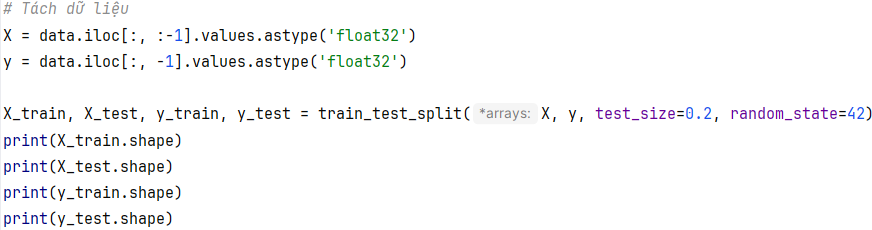 # Tách dữ liệu
X = data.iloc[:, :-1].values.astype('float32')
y = data.iloc[:, -1].values.astype('float32')
X_train, X_test, y_train, y_test = train_test_split( *arrays: X, y, test_size=0.2, random_state=42)
print(X_train.shape)
print(X_test.shape)
print(y_train.shape)
print(y_test.shape)